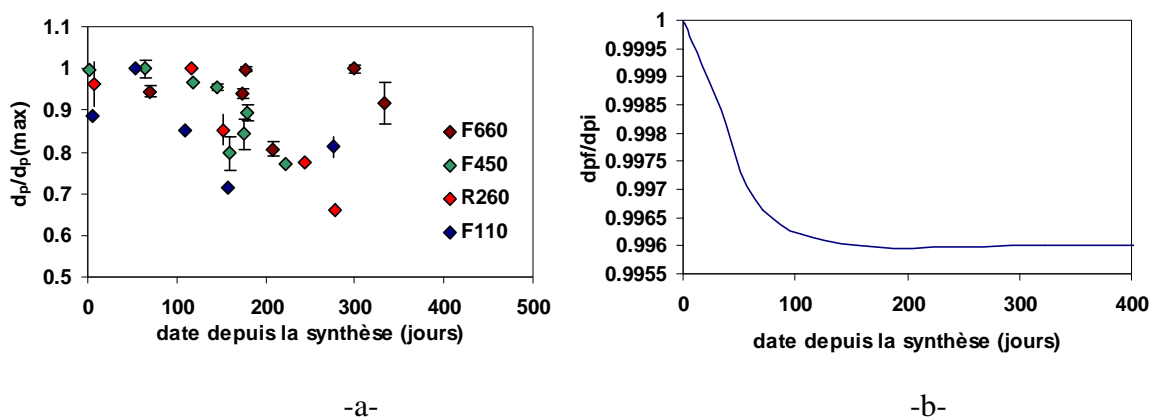 1.1
1
0.9
0.8
0.7
0.6
0.5
dp/dp(max)
0 100 200 300 400 500
date depuis la synthèse (jours)
F660
F450
R260
F110
-a-
1
0.9995
0.999
0.9985
0.998
0.9975
0.997
0.9965
0.996
0.9955
dpf/dpi
0 100 200 300 400
date depuis la synthèse (jours)
-b-